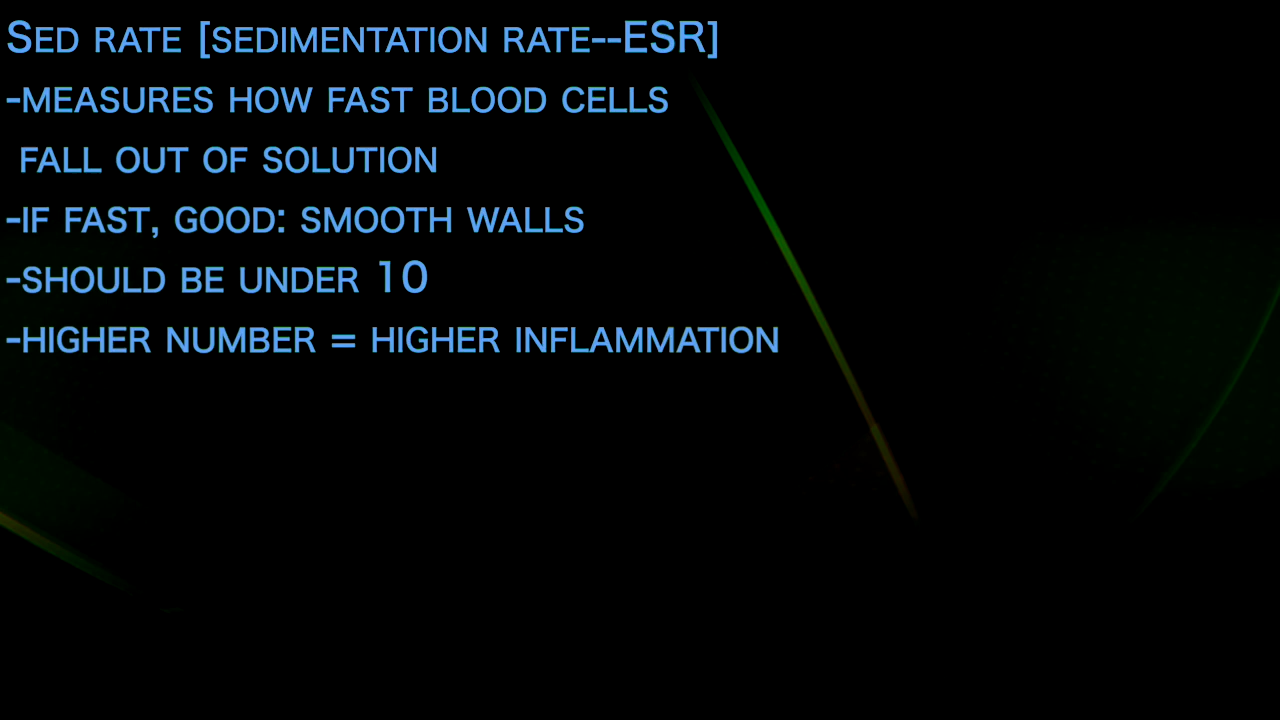 Sed rate [sedimentation rate--ESR]
-measures how fast blood cells
fall out of solution
-if fast, good: smooth walls
-should be under 10
-higher number = higher inflammation